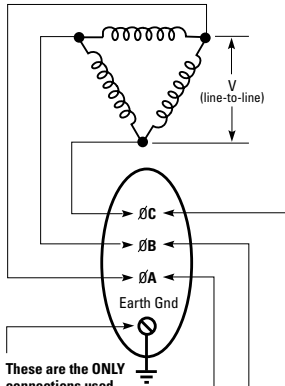 V
(line-to-line)
ØC
ØB
ØA
Earth Gnd
These are the ONLY
connections used